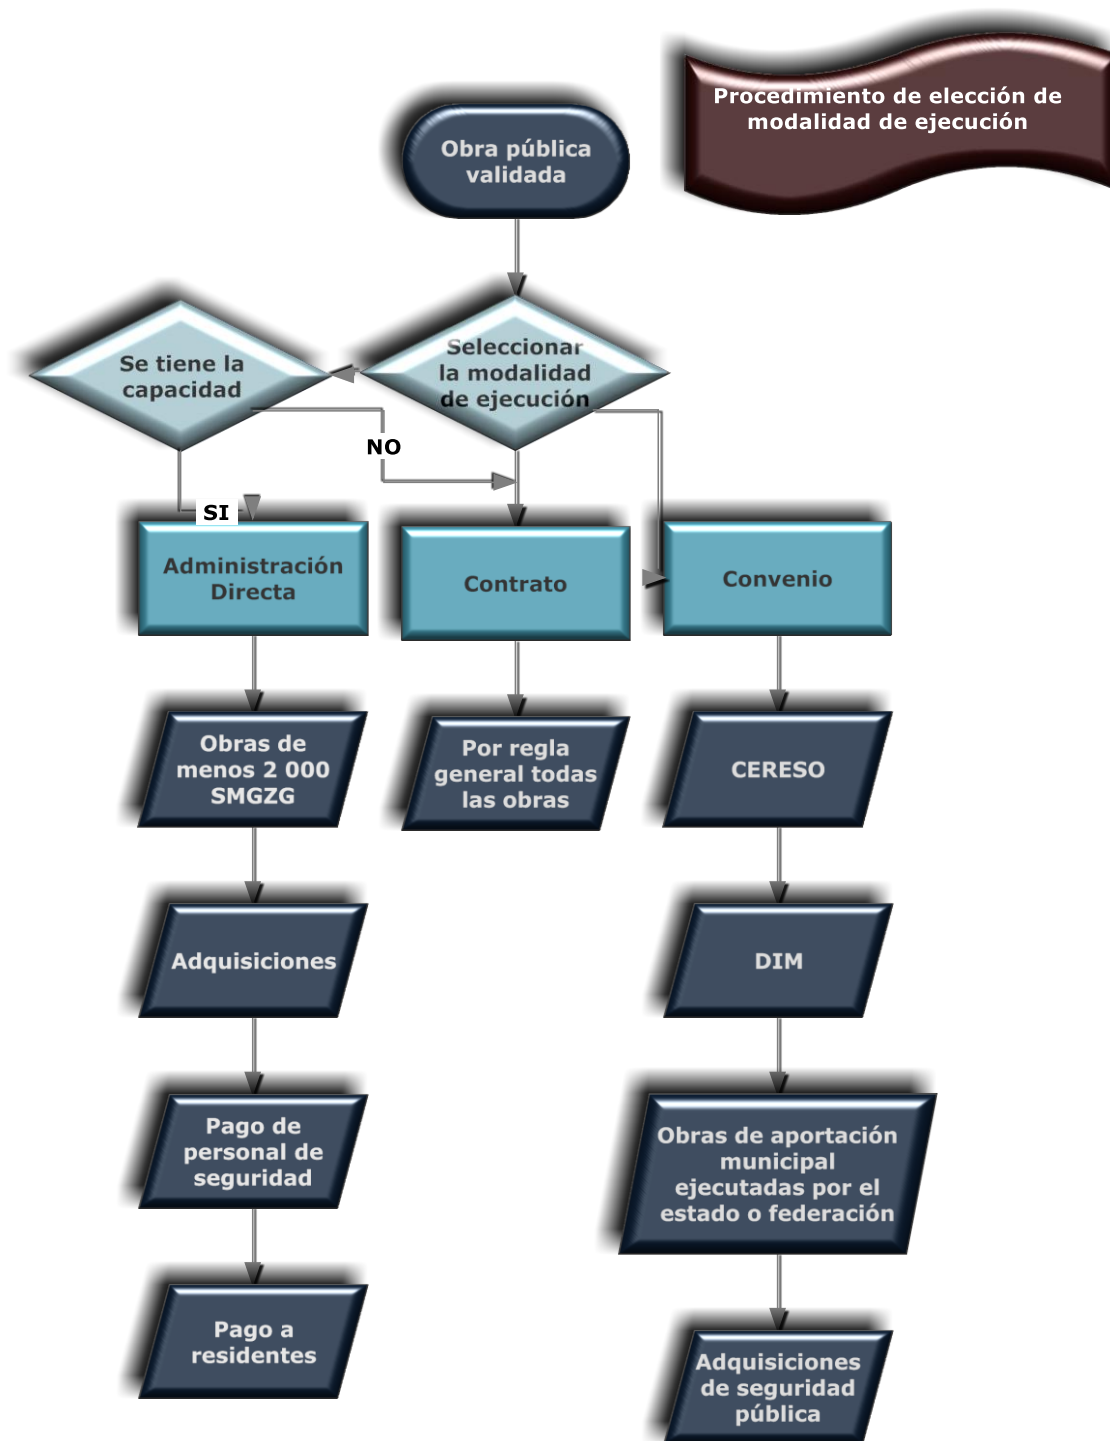 Procedimiento de elección de
modalidad de ejecución
Obra pública
validada
Seleccionar
la modalidad
de ejecución
Se tiene la
capacidad
NO
SI
Administración
Directa
Contrato
Convenio
Obras de
menos 2 000
SMGZG
Por regla
general todas
las obras
CERESO
Adquisiciones
DIM
Pago de
personal de
seguridad
Obras de aportación
municipal
ejecutadas por el
estado o federación
Pago a
residentes
Adquisiciones
de seguridad
pública